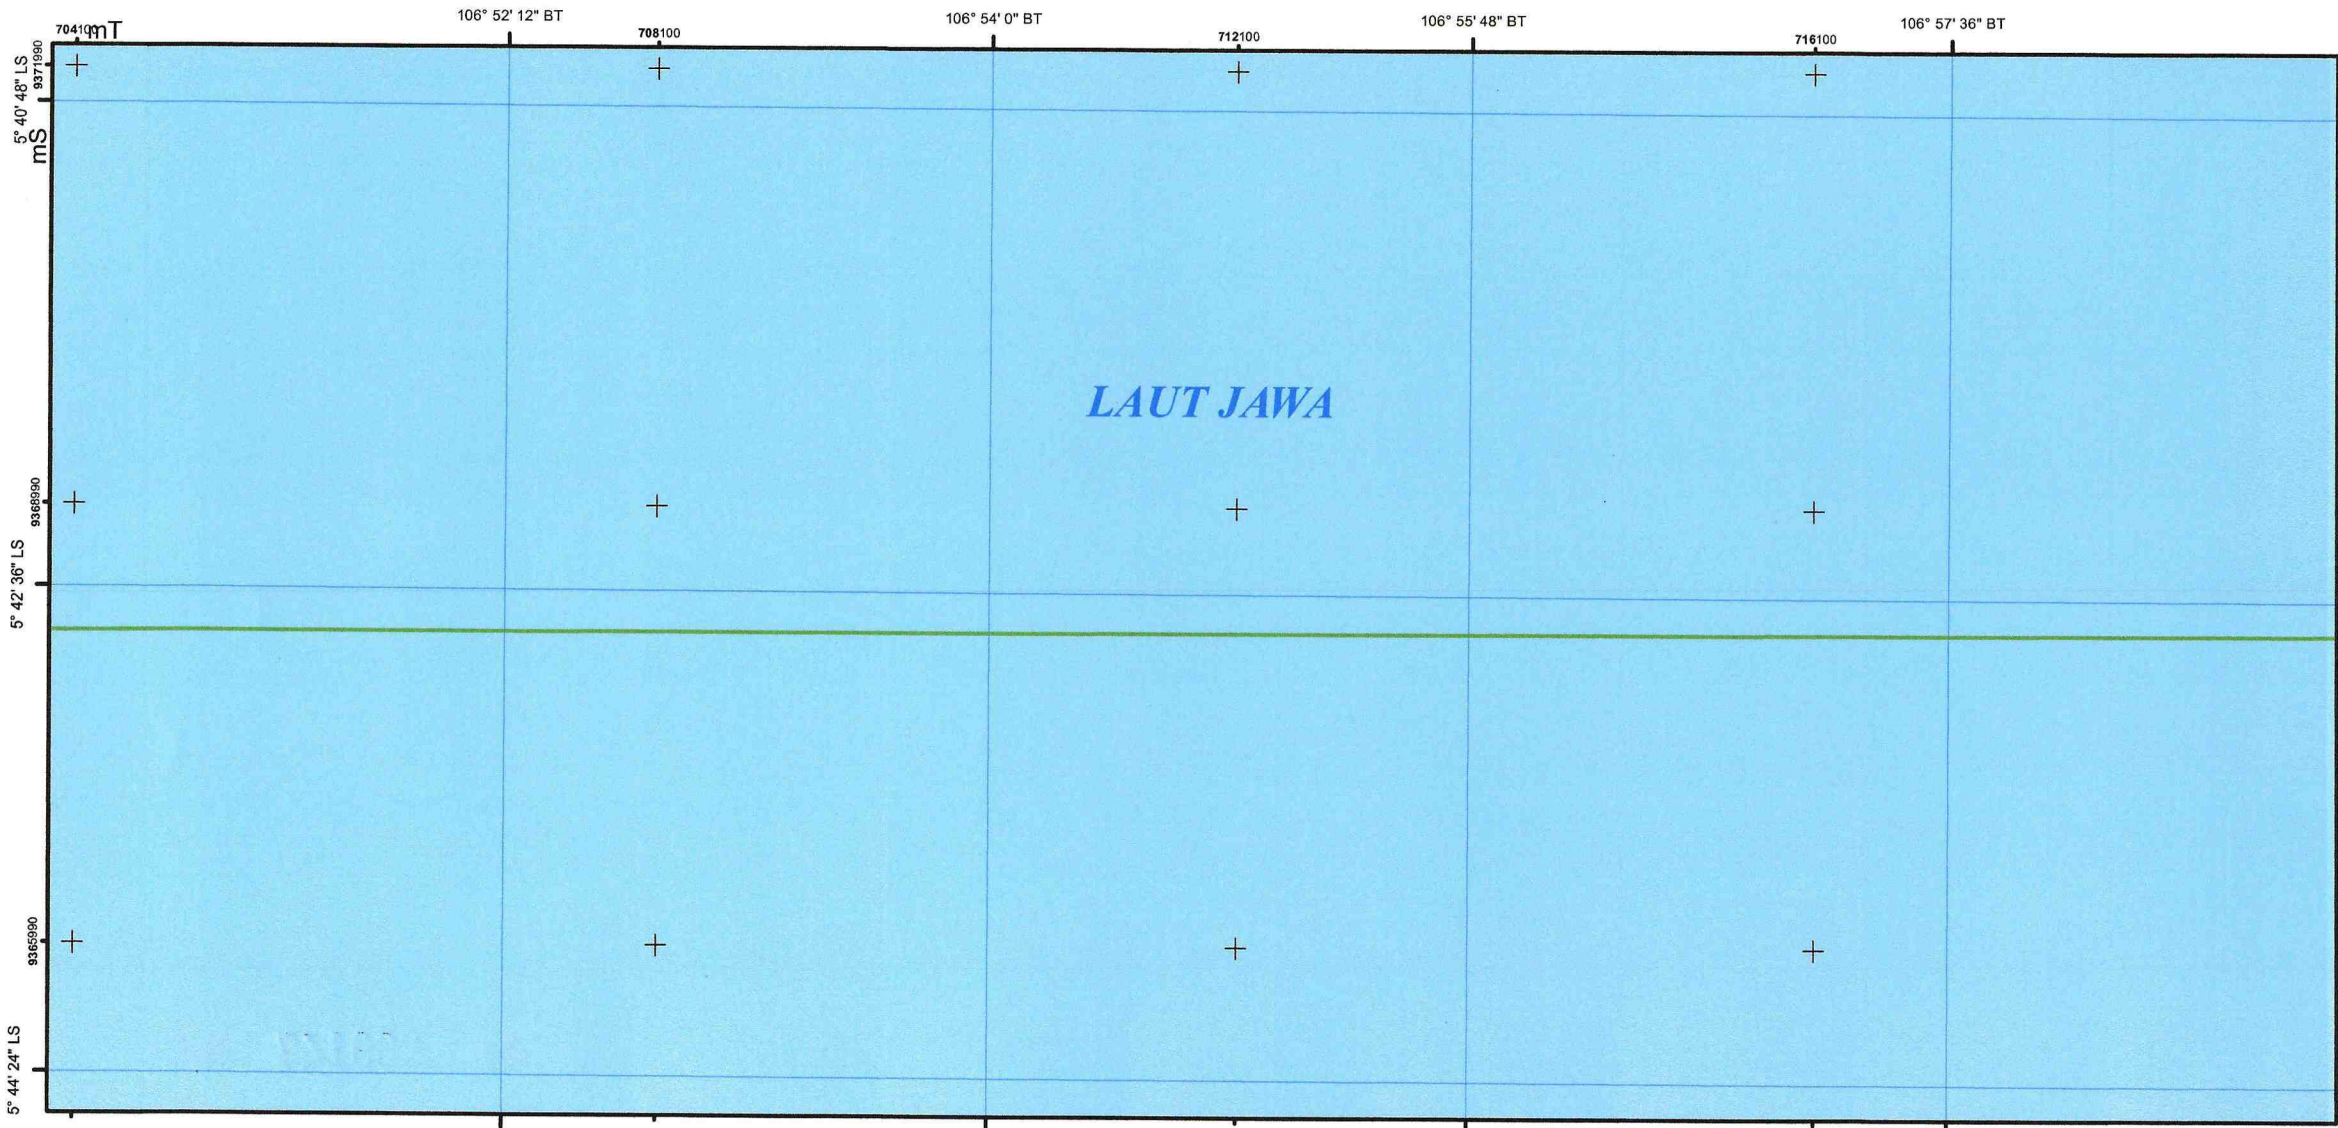 106° 52' 12" BT
106° 54' 0" BT
106° 55' 48" BT
106° 57' 36" BT
704100
mT
708100
712100
716100
9371990
5° 40' 48" LS
mS
LAUT JAWA
9368990
5° 42' 36" LS
9365990
5° 44' 24" LS